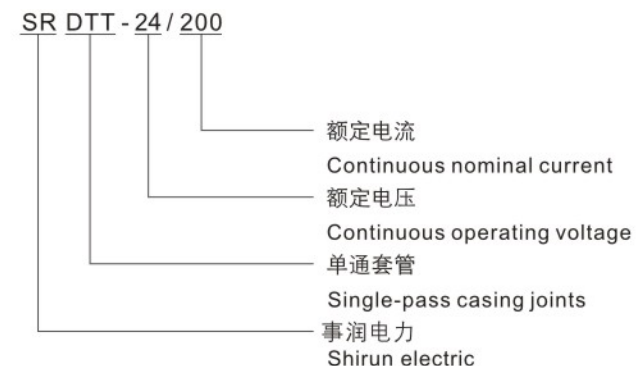 SR DTT - 24 / 200
额定电流
Continuous nominal current
额定电压
Continuous operating voltage
单通套管
Single-pass casing joints
事润电力
Shirun electric